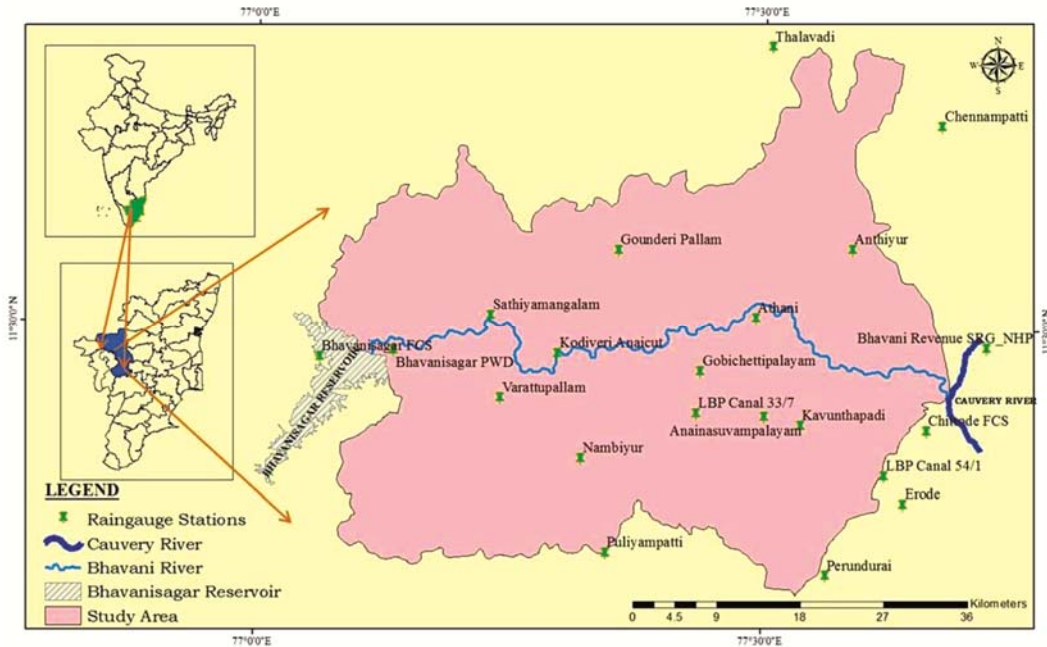 77°0'0"E
77°30'0"E
Thalavadi
N
W
E
S
Chennampatti
Gounderi Pallam
Anthiyur
11°30'0"N
11°30'0"N
Sathiyamangalam
Athani
Bhavanisagar FCS
Bhavanisagar PWD
Kodiveri Anaicut
Bhavani Revenue SRG_NHP
Gobichettipalayam
Varattupallam
CAUVERY RIVER
BHAVANISAGAR RESERVOIR
LBP Canal 33/7
Anainasuvampalayam
Kavunthapadi
Chitode FCS
Nambiyur
LBP Canal 54/1
Erode
Puliyampatti
Perundurai
LEGEND
Raingauge Stations
Cauvery River
Bhavani River
Bhavanisagar Reservoir
Study Area
Kilometers
0 4.5 9 18 27 36
77°0'0"E
77°30'0"E